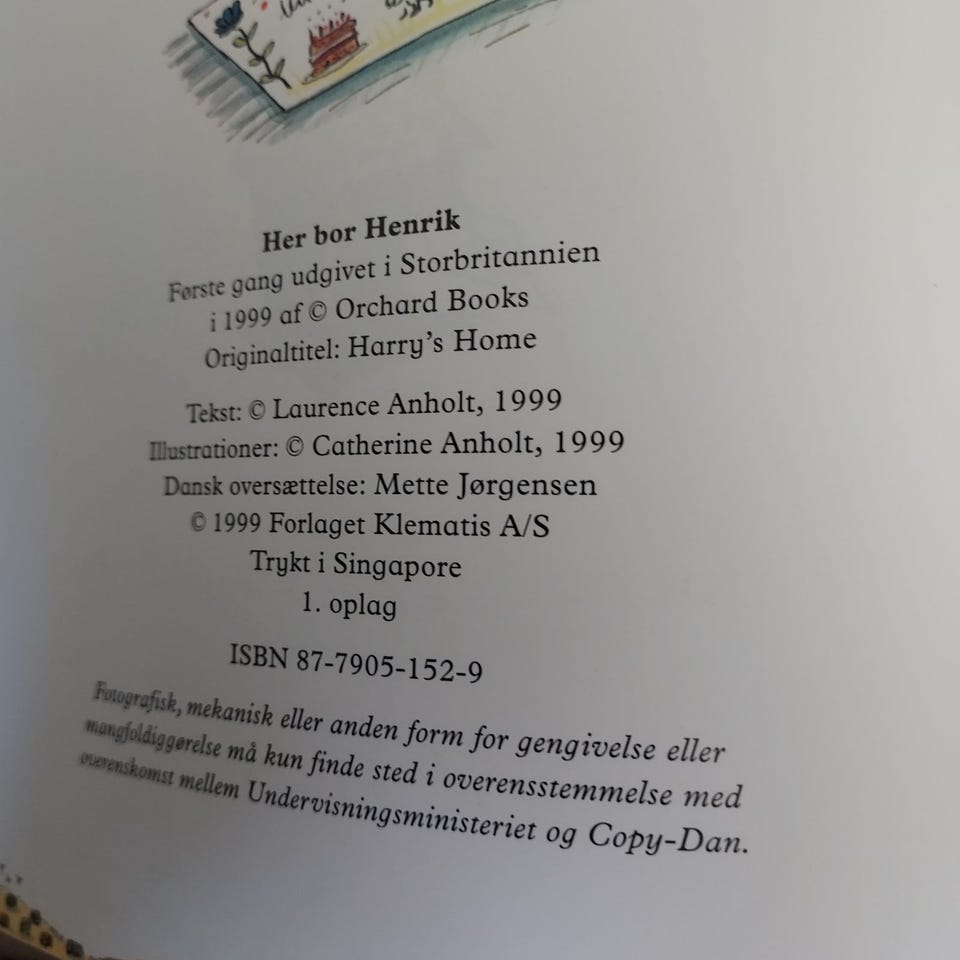 Her bor Henrik
Første gang udgivet i Storbritannien
i 1999 af © Orchard Books
Originaltitel: Harry's Home
Tekst: © Laurence Anholt, 1999
Illustrationer: © Catherine Anholt, 1999
Dansk oversættelse: Mette Jørgensen
© 1999 Forlaget Klematis A/S
Trykt i Singapore
1. oplag
ISBN 87-7905-152-9
Fotografisk, mekanisk eller anden form for gengivelse eller
mangfoldiggørelse må kun finde sted i overensstemmelse med
overenskomst mellem Undervisningsministeriet og Copy-Dan.